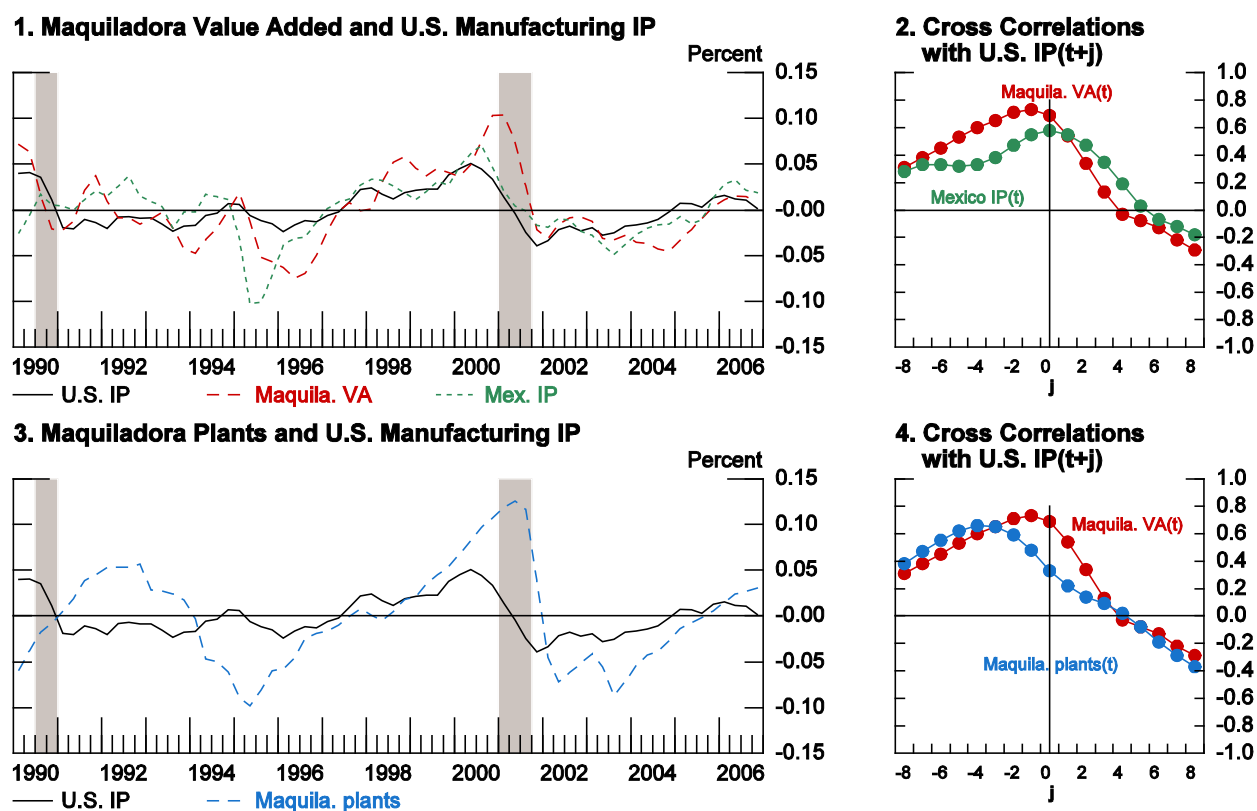 1. Maquiladora Value Added and U.S. Manufacturing IP
Percent
0.15
0.10
0.05
-0.00
-0.05
-0.10
-0.15
1990 1992 1994 1996 1998 2000 2002 2004 2006
U.S. IP Maquila. VA Mex. IP
2. Cross Correlations
with U.S. IP(t+j)
Maquila. VA(t)
Mexico IP(t)
1.0
0.8
0.6
0.4
0.2
0.0
-0.2
-0.4
-0.6
-0.8
-1.0
-8 -6 -4 -2 0 2 4 6 8
j
3. Maquiladora Plants and U.S. Manufacturing IP
Percent
0.15
0.10
0.05
-0.00
-0.05
-0.10
-0.15
1990 1992 1994 1996 1998 2000 2002 2004 2006
U.S. IP Maquila. plants
4. Cross Correlations
with U.S. IP(t+j)
Maquila. VA(t)
Maquila. plants(t)
1.0
0.8
0.6
0.4
0.2
0.0
-0.2
-0.4
-0.6
-0.8
-1.0
-8 -6 -4 -2 0 2 4 6 8
j